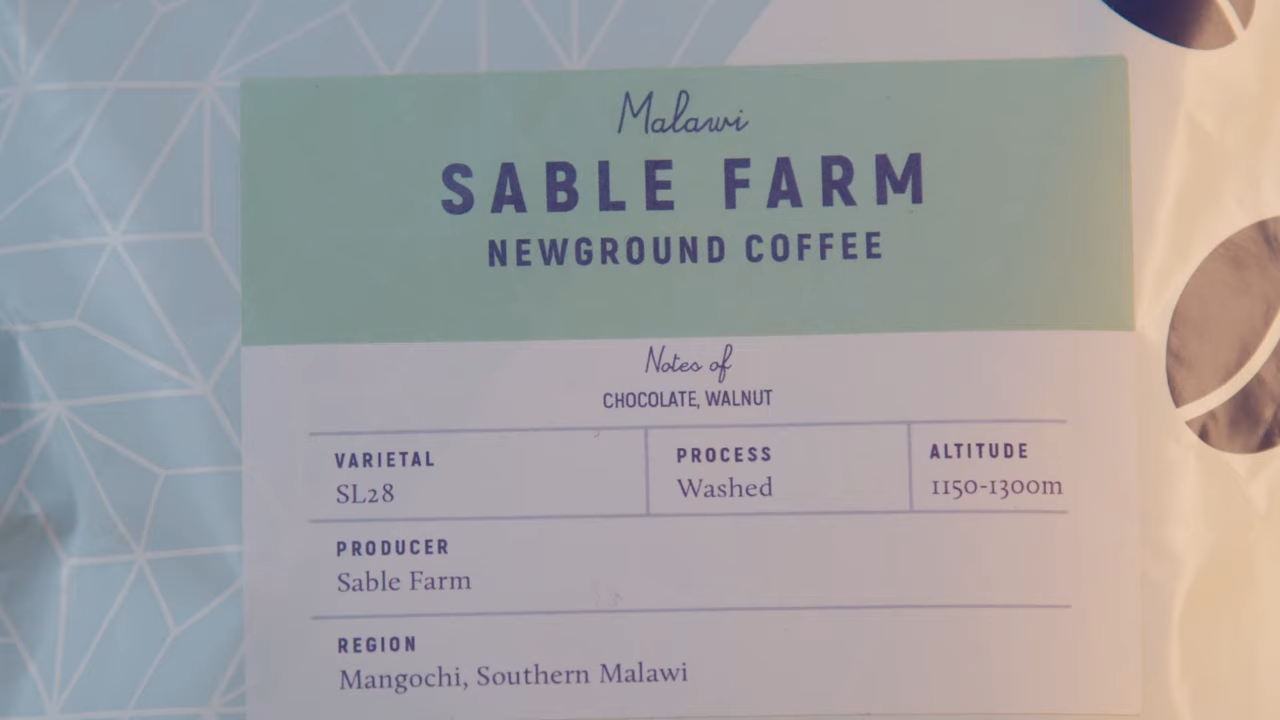 Malawi
SABLE FARM
NEWGROUND COFFEE
Notes of
CHOCOLATE, WALNUT
VARIETAL PROCESS ALTITUDE
SL28 Washed 1150-1300m
PRODUCER
Sable Farm
REGION
Mangochi, Southern Malawi